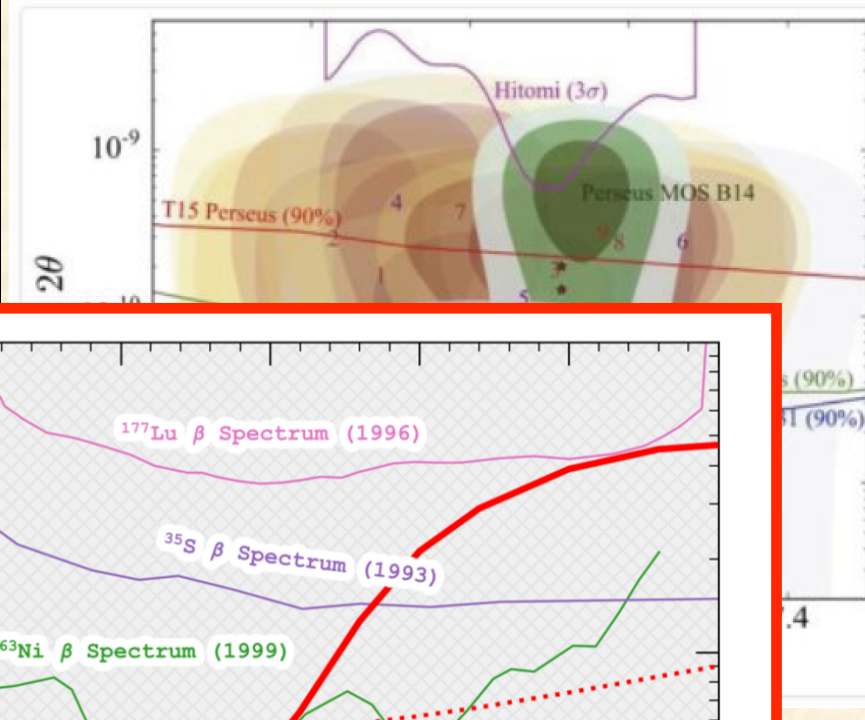 Hitomi (3σ)
10⁻⁹
Perseus MOS B14
T15 Perseus (90%)
4
7
9
8
6
2
3
1
5
2θ
(90%)
(90%)
¹⁷⁷Lu β Spectrum (1996)
³⁵S β Spectrum (1993)
⁶³Ni β Spectrum (1999)
.4